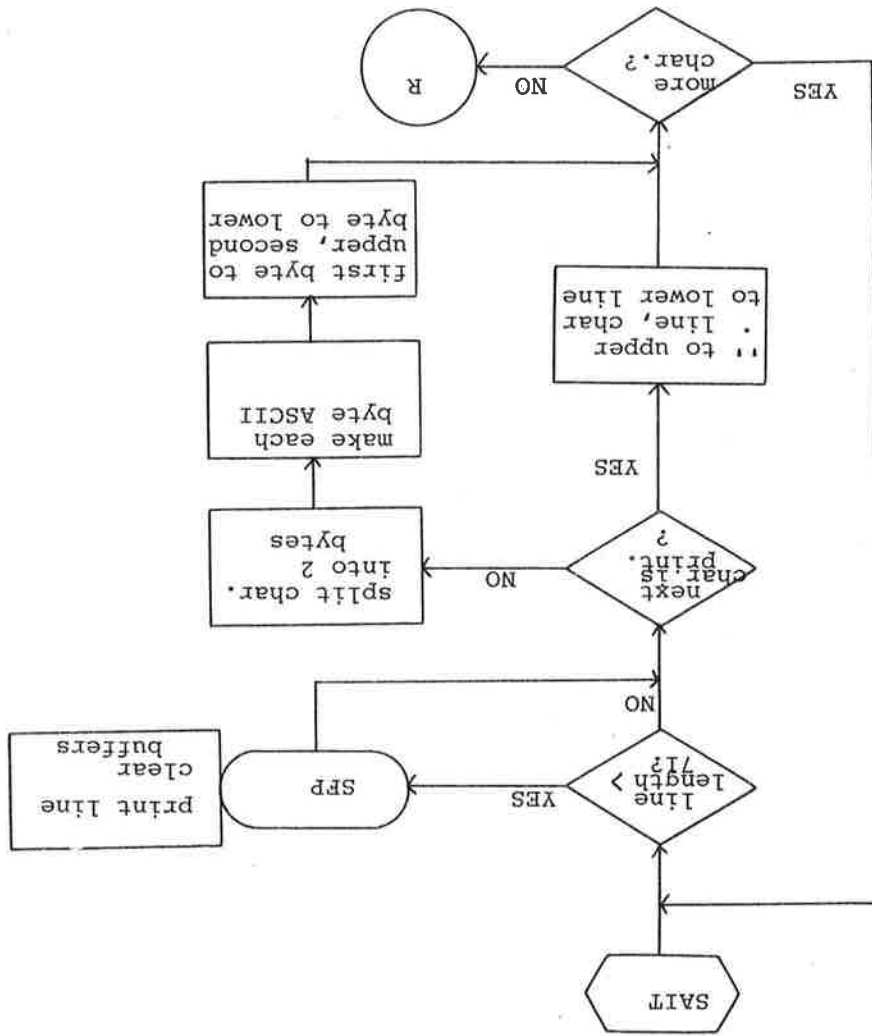 SAIT
line
length >
71?
YES
SFP
print line
clear
buffers
NO
next
char.is
print.
?
NO
split char.
into 2
bytes
YES
make each
byte ASCII
'' to upper
. line, char
to lower line
first byte to
upper, second
byte to lower
more
char.?
YES
NO
R